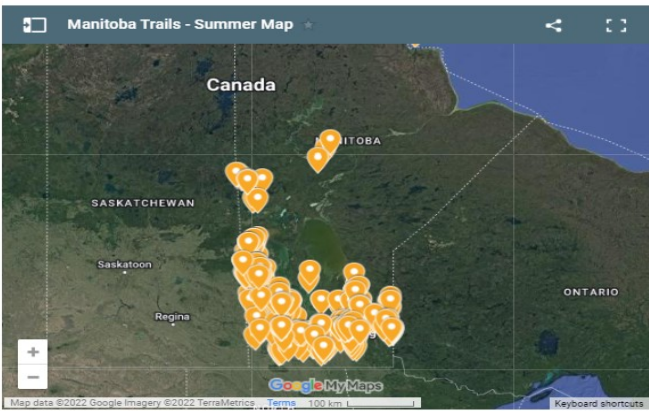 Manitoba Trails - Summer Map
Canada
SASKATCHEWAN
Saskatoon
Regina
ONTARIO
+
−
Google My Maps
Map data ©2022 Google Imagery ©2022 TerraMetrics Terms 100 km Keyboard shortcuts